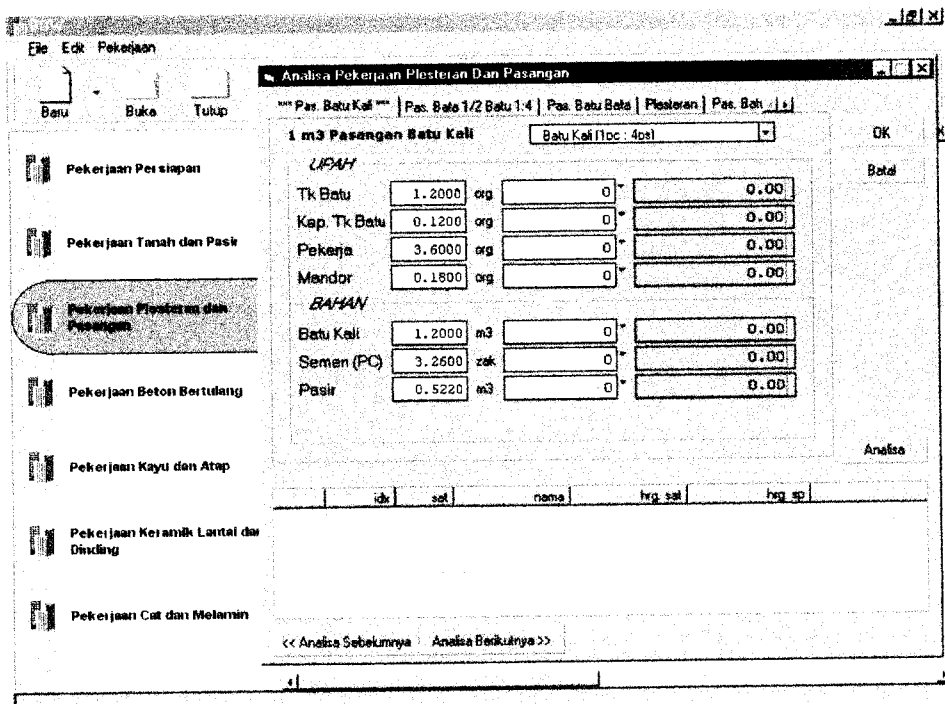 File Edit Pekerjaan
Baru Buka Tutup
Pekerjaan Persiapan
Pekerjaan Tanah dan Pasir
Pekerjaan Plesteran dan
Pasangan
Pekerjaan Beton Bertulang
Pekerjaan Kayu dan Atap
Pekerjaan Keramik Lantai dan
Dinding
Pekerjaan Cat dan Melamin
Analisa Pekerjaan Plesteran Dan Pasangan
*** Pas. Batu Kali *** Pas. Bata 1/2 Batu 1:4 Pas. Batu Bata Plesteran Pas. Bat
1 m3 Pasangan Batu Kali Batu Kali [1pc : 4ps]
OK
Batal
UPAH
Tk Batu 1.2000 org 0 0.00
Kep. Tk Batu 0.1200 org 0 0.00
Pekerja 3.6000 org 0 0.00
Mandor 0.1800 org 0 0.00
BAHAN
Batu Kali 1.2000 m3 0 0.00
Semen (PC) 3.2600 zak 0 0.00
Pasir 0.5220 m3 0 0.00
Analisa
idx sat nama hrg. sat hrg. sp
<< Analisa Sebelumnya Analisa Berikutnya >>